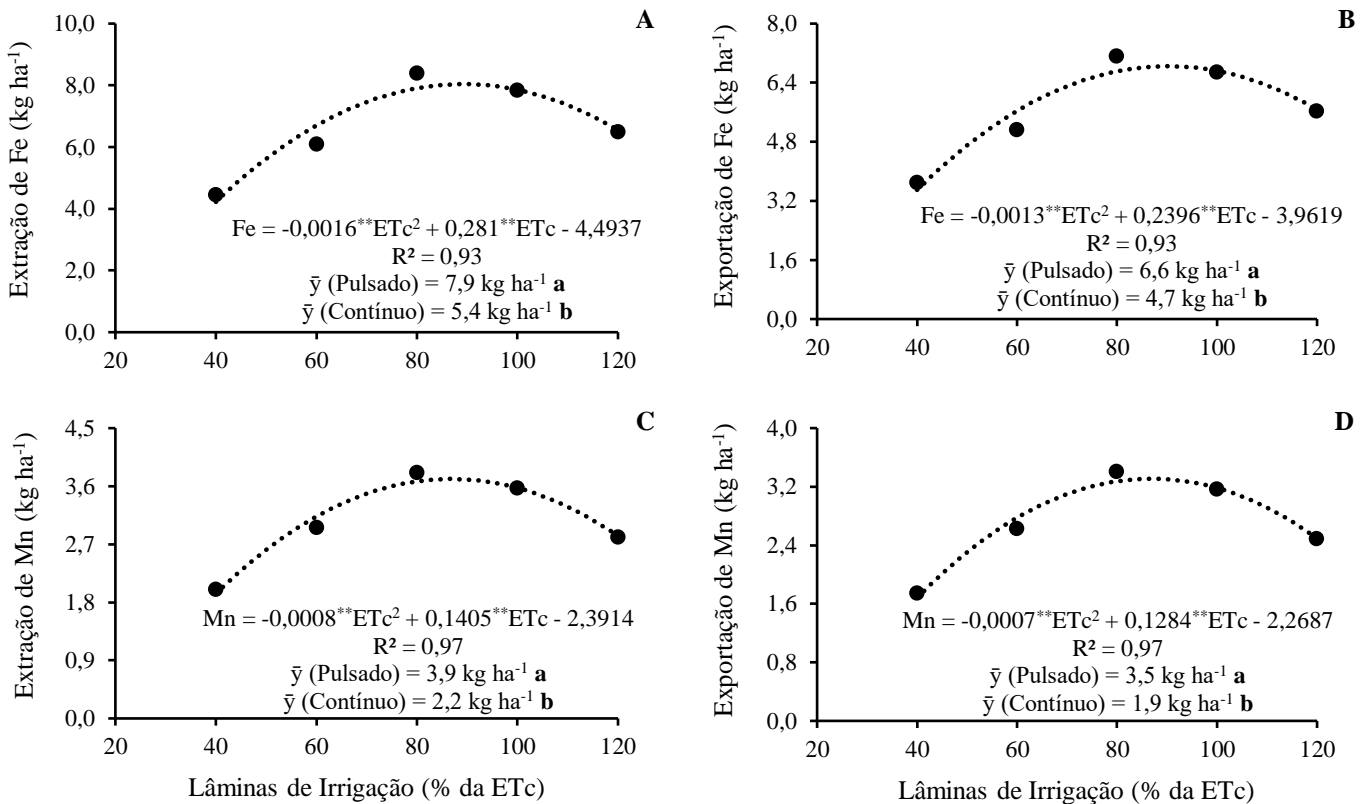 A
Extração de Fe (kg ha⁻¹)
10,0
8,0
6,0
4,0
2,0
0,0
Fe = -0,0016**ETc² + 0,281**ETc - 4,4937
R² = 0,93
ȳ (Pulsado) = 7,9 kg ha⁻¹ a
ȳ (Contínuo) = 5,4 kg ha⁻¹ b
20 40 60 80 100 120
B
Exportação de Fe (kg ha⁻¹)
8,0
6,4
4,8
3,2
1,6
0,0
Fe = -0,0013**ETc² + 0,2396**ETc - 3,9619
R² = 0,93
ȳ (Pulsado) = 6,6 kg ha⁻¹ a
ȳ (Contínuo) = 4,7 kg ha⁻¹ b
20 40 60 80 100 120
C
Extração de Mn (kg ha⁻¹)
4,5
3,6
2,7
1,8
0,9
0,0
Mn = -0,0008**ETc² + 0,1405**ETc - 2,3914
R² = 0,97
ȳ (Pulsado) = 3,9 kg ha⁻¹ a
ȳ (Contínuo) = 2,2 kg ha⁻¹ b
20 40 60 80 100 120
Lâminas de Irrigação (% da ETc)
D
Exportação de Mn (kg ha⁻¹)
4,0
3,2
2,4
1,6
0,8
0,0
Mn = -0,0007**ETc² + 0,1284**ETc - 2,2687
R² = 0,97
ȳ (Pulsado) = 3,5 kg ha⁻¹ a
ȳ (Contínuo) = 1,9 kg ha⁻¹ b
20 40 60 80 100 120
Lâminas de Irrigação (% da ETc)